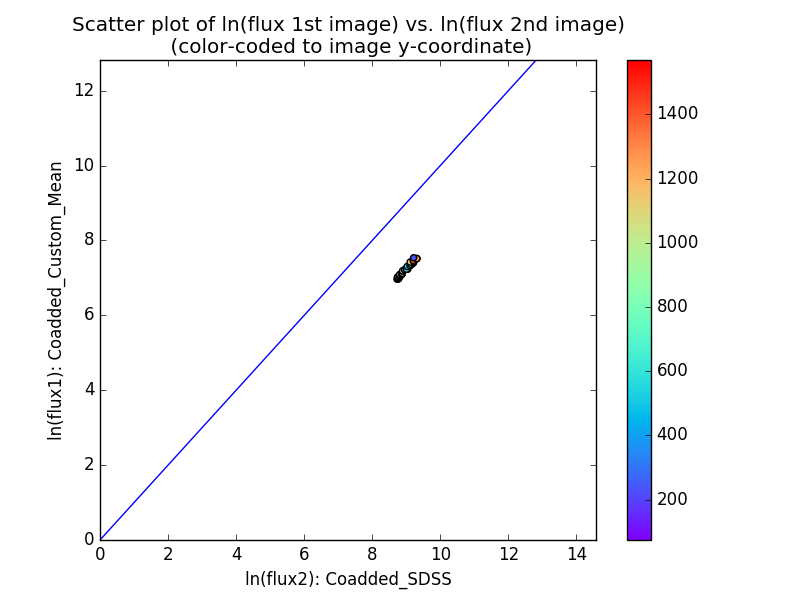 Scatter plot of ln(flux 1st image) vs. ln(flux 2nd image)
(color-coded to image y-coordinate)
ln(flux1): Coadded_Custom_Mean
12
10
8
6
4
2
0
0 2 4 6 8 10 12 14
ln(flux2): Coadded_SDSS
1400
1200
1000
800
600
400
200